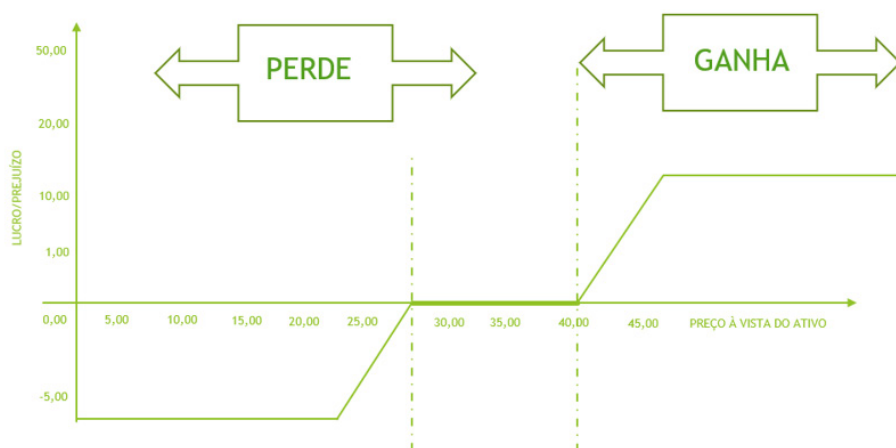 50,00
PERDE
GANHA
20,00
LUCRO/PREJUÍZO
10,00
1,00
0,00 5,00 10,00 15,00 20,00 25,00 30,00 35,00 40,00 45,00 PREÇO À VISTA DO ATIVO
-5,00